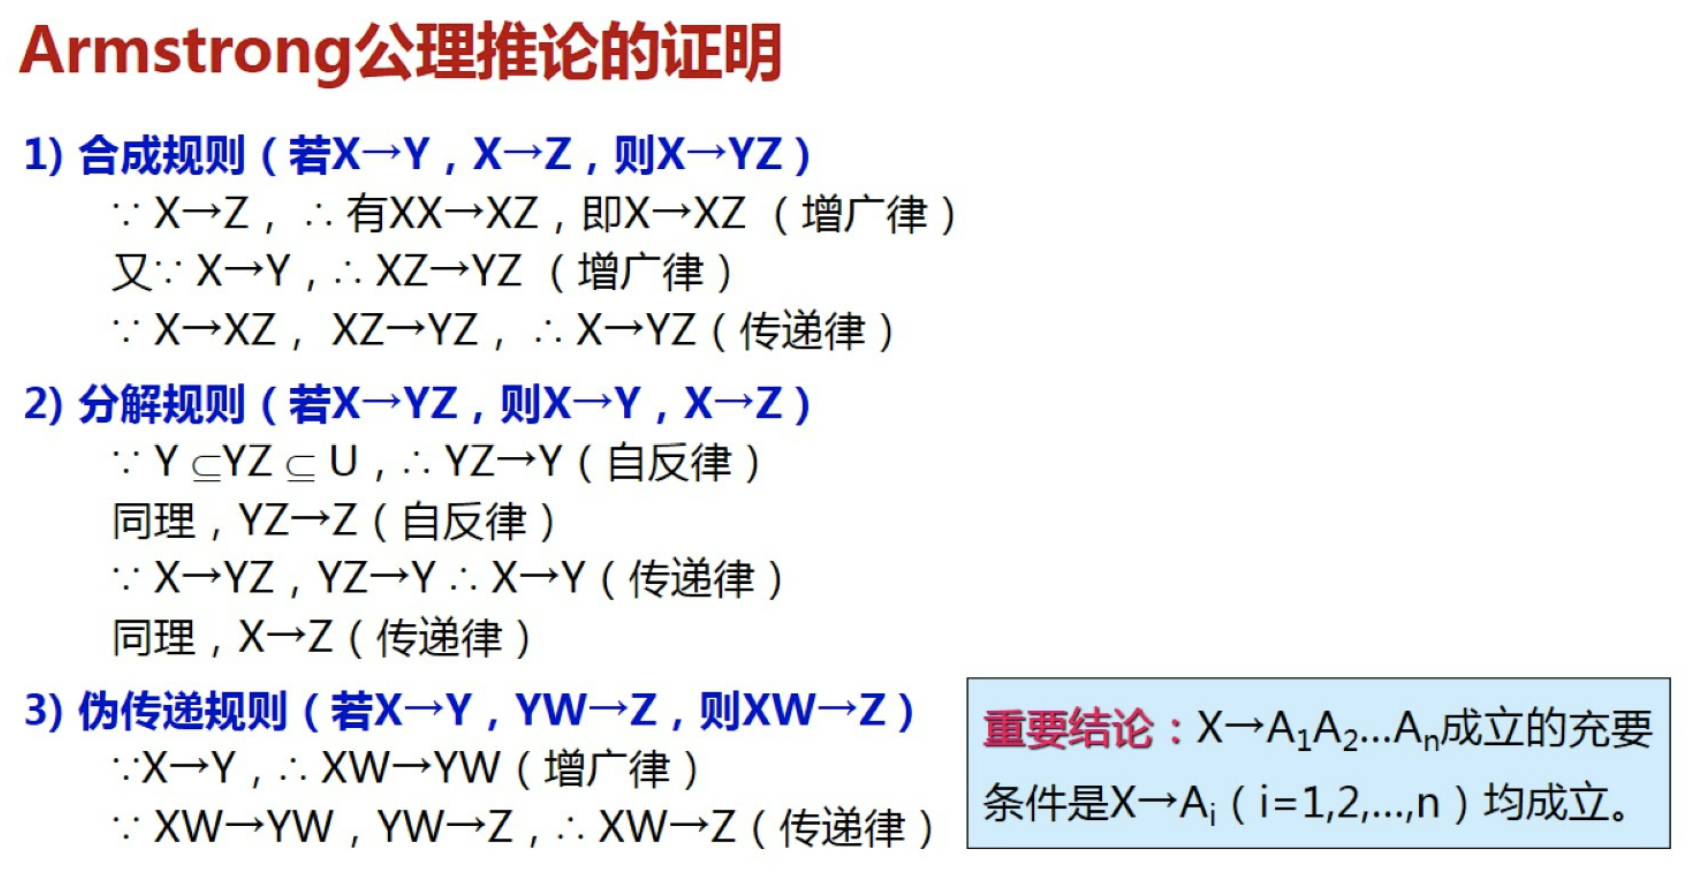 Armstrong公理推论的证明
1) 合成规则（若X→Y，X→Z，则X→YZ）
∵ X→Z， ∴ 有XX→XZ，即X→XZ （增广律）
又∵ X→Y，∴ XZ→YZ （增广律）
∵ X→XZ， XZ→YZ， ∴ X→YZ（传递律）
2) 分解规则（若X→YZ，则X→Y，X→Z）
∵ Y ⊆YZ ⊆ U，∴ YZ→Y（自反律）
同理，YZ→Z（自反律）
∵ X→YZ，YZ→Y ∴ X→Y（传递律）
同理，X→Z（传递律）
3) 伪传递规则（若X→Y，YW→Z，则XW→Z）
∵X→Y，∴ XW→YW（增广律）
∵ XW→YW，YW→Z，∴ XW→Z（传递律）
重要结论：X→A₁A₂...Aₙ成立的充要
条件是X→Aᵢ（i=1,2,...,n）均成立。